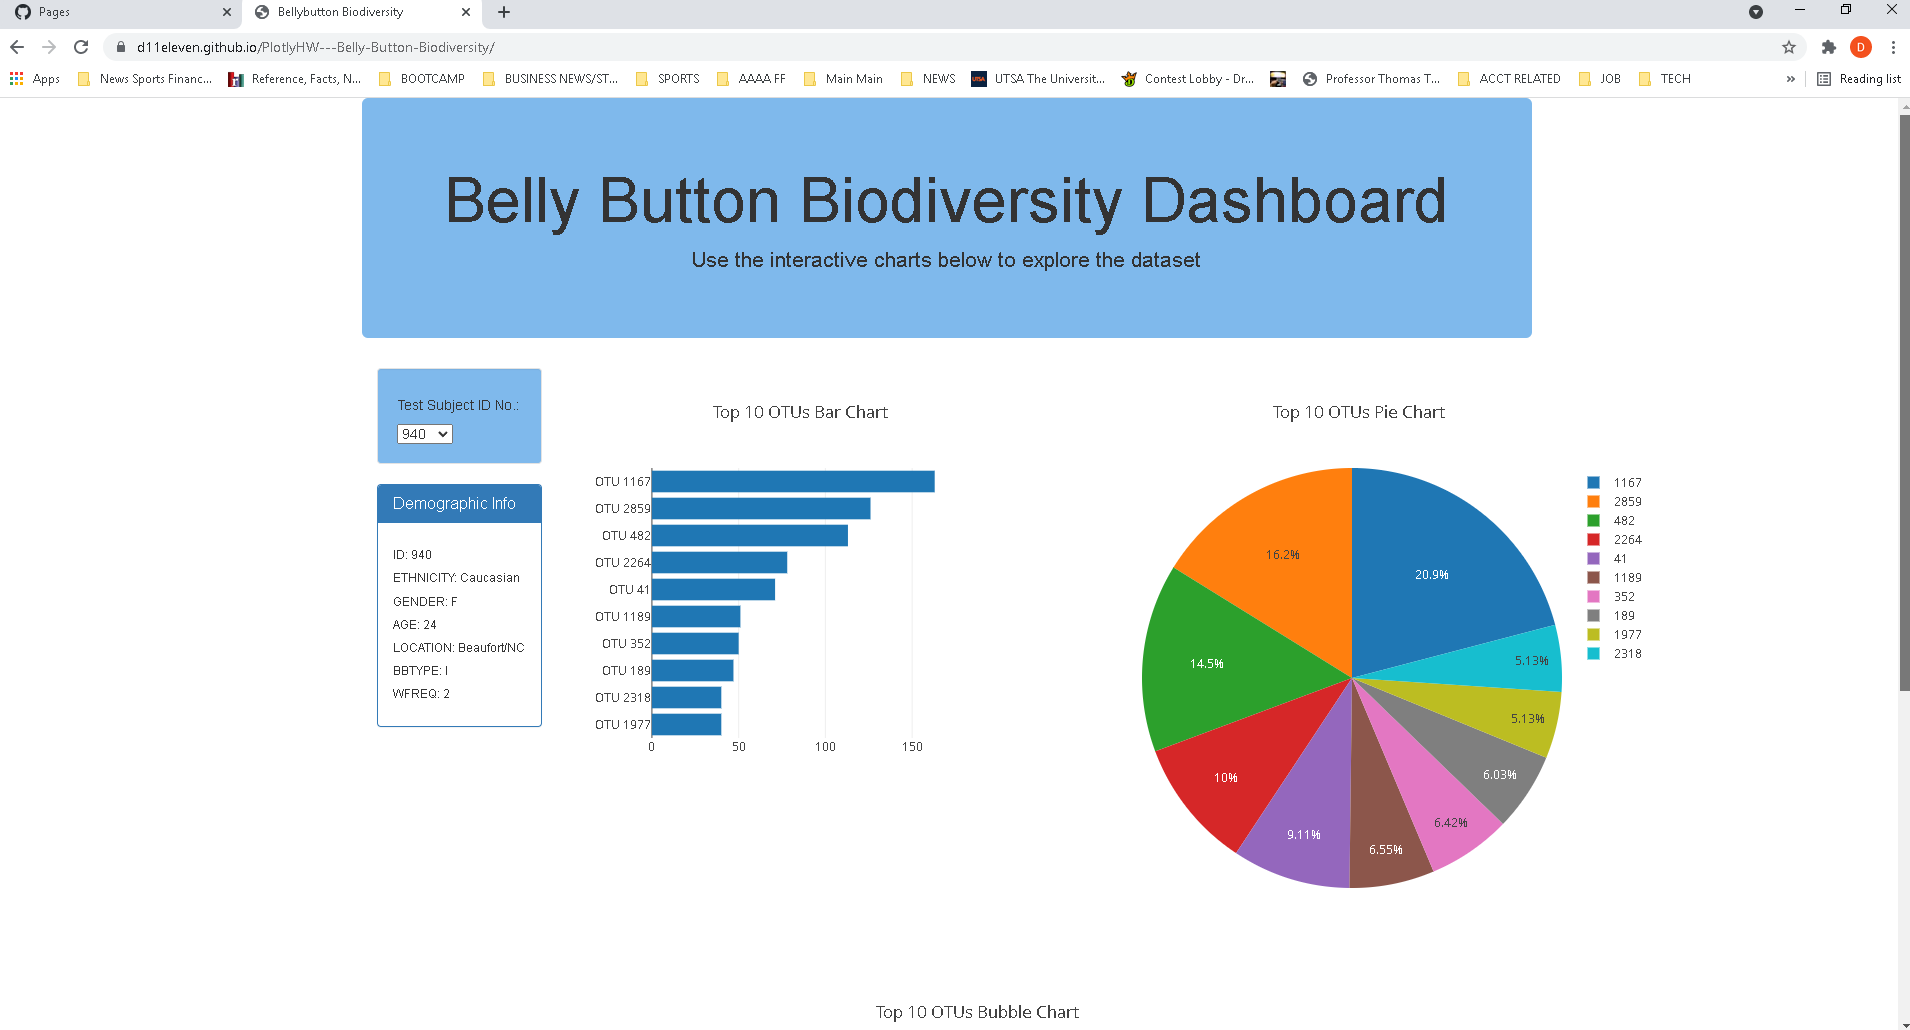 Pages
Bellybutton Biodiversity
d11eleven.github.io/PlotlyHW---Belly-Button-Biodiversity/
D
Apps
News Sports Financ...
Reference, Facts, N...
BOOTCAMP
BUSINESS NEWS/ST...
SPORTS
AAAA FF
Main Main
NEWS
UTSA The Universit...
Contest Lobby - Dr...
Professor Thomas T...
ACCT RELATED
JOB
TECH
»
Reading list
Belly Button Biodiversity Dashboard
Use the interactive charts below to explore the dataset
Test Subject ID No.:
940
Demographic Info
ID: 940
ETHNICITY: Caucasian
GENDER: F
AGE: 24
LOCATION: Beaufort/NC
BBTYPE: I
WFREQ: 2
Top 10 OTUs Bar Chart
OTU 1167
OTU 2859
OTU 482
OTU 2264
OTU 41
OTU 1189
OTU 352
OTU 189
OTU 2318
OTU 1977
0 50 100 150
Top 10 OTUs Pie Chart
20.9%
16.2%
14.5%
10%
9.11%
6.55%
6.42%
6.03%
5.13%
5.13%
1167
2859
482
2264
41
1189
352
189
1977
2318
Top 10 OTUs Bubble Chart